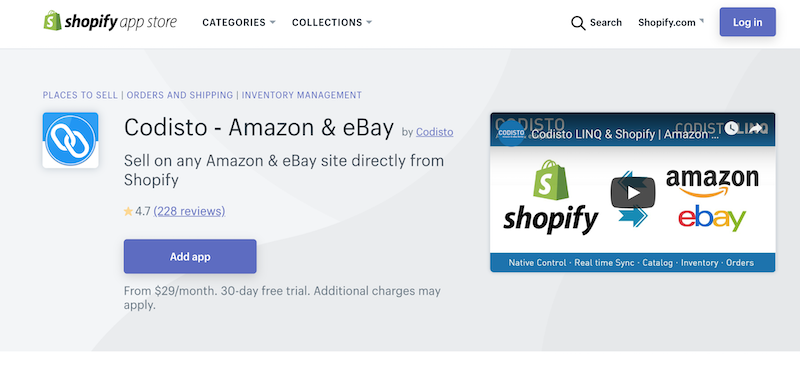 shopify app store CATEGORIES COLLECTIONS Search Shopify.com Log in
PLACES TO SELL | ORDERS AND SHIPPING | INVENTORY MANAGEMENT
Codisto - Amazon & eBay by Codisto
Sell on any Amazon & eBay site directly from
Shopify
4.7 (228 reviews)
Add app
From $29/month. 30-day free trial. Additional charges may
apply.
CODISTO CODISTO LINQ
CODISTO Codisto LINQ & Shopify | Amazon ...
shopify amazon
ebay
Native Control · Real time Sync · Catalog · Inventory · Orders